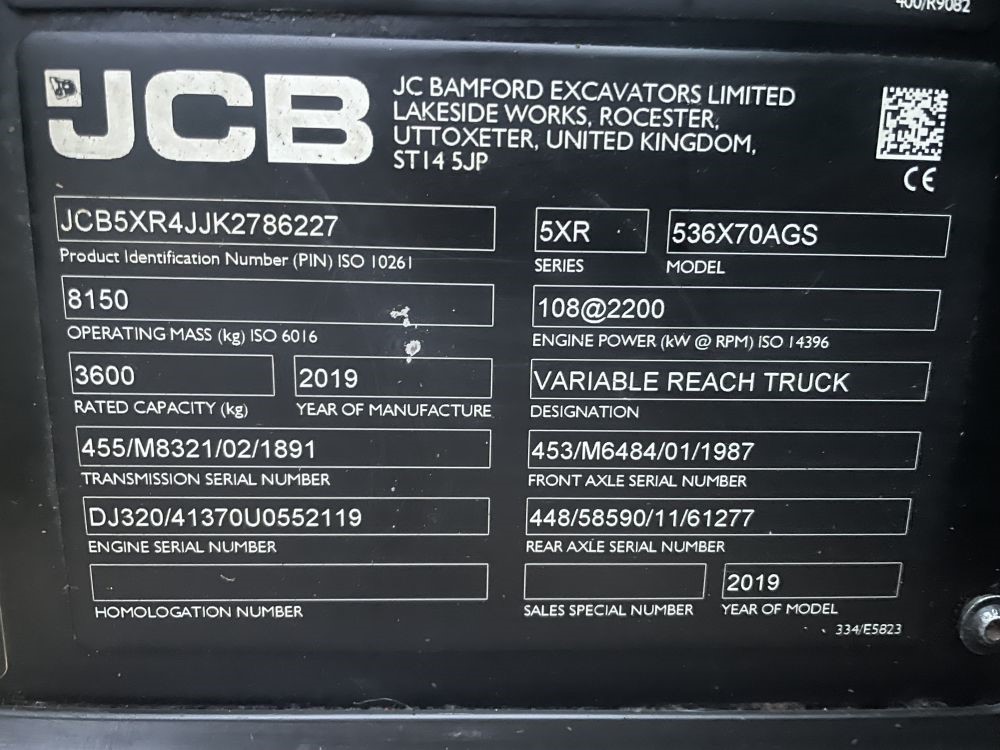 400/R9082
JCB
JC BAMFORD EXCAVATORS LIMITED
LAKESIDE WORKS, ROCESTER,
UTTOXETER, UNITED KINGDOM,
ST14 5JP
CE
JCB5XR4JJK2786227
Product Identification Number (PIN) ISO 10261
5XR
SERIES
536X70AGS
MODEL
8150
OPERATING MASS (kg) ISO 6016
108@2200
ENGINE POWER (kW @ RPM) ISO 14396
3600
RATED CAPACITY (kg)
2019
YEAR OF MANUFACTURE
VARIABLE REACH TRUCK
DESIGNATION
455/M8321/02/1891
TRANSMISSION SERIAL NUMBER
453/M6484/01/1987
FRONT AXLE SERIAL NUMBER
DJ320/41370U0552119
ENGINE SERIAL NUMBER
448/58590/11/61277
REAR AXLE SERIAL NUMBER
HOMOLOGATION NUMBER
SALES SPECIAL NUMBER
2019
YEAR OF MODEL
334/E5823